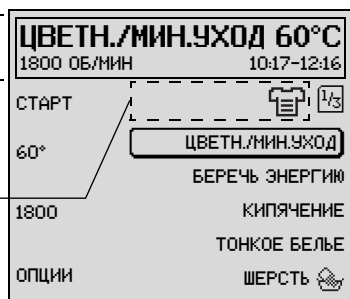 ЦВЕТН./МИН.УХОД 60°C
1800 ОБ/МИН 10:17-12:16
СТАРТ 1/3
60° ЦВЕТН./МИН.УХОД
БЕРЕЧЬ ЭНЕРГИЮ
1800 КИПЯЧЕНИЕ
ТОНКОЕ БЕЛЬЕ
ОПЦИИ ШЕРСТЬ